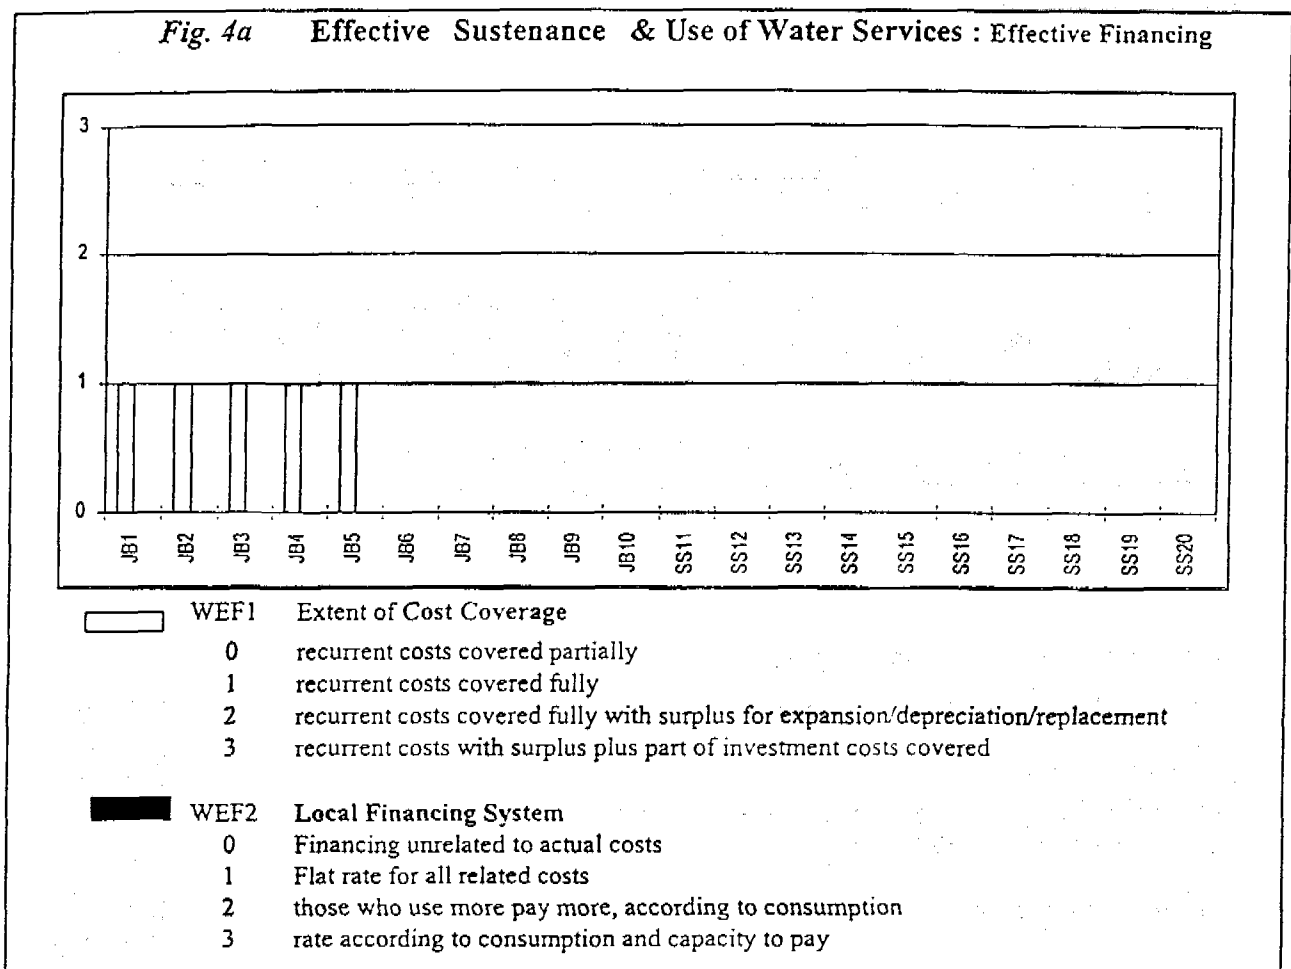 Fig. 4a Effective Sustenance & Use of Water Services : Effective Financing
3
2
1
0
JB1 JB2 JB3 JB4 JB5 JB6 JB7 JB8 JB9 JB10 SS11 SS12 SS13 SS14 SS15 SS16 SS17 SS18 SS19 SS20
WEF1 Extent of Cost Coverage
0 recurrent costs covered partially
1 recurrent costs covered fully
2 recurrent costs covered fully with surplus for expansion/depreciation/replacement
3 recurrent costs with surplus plus part of investment costs covered
WEF2 Local Financing System
0 Financing unrelated to actual costs
1 Flat rate for all related costs
2 those who use more pay more, according to consumption
3 rate according to consumption and capacity to pay